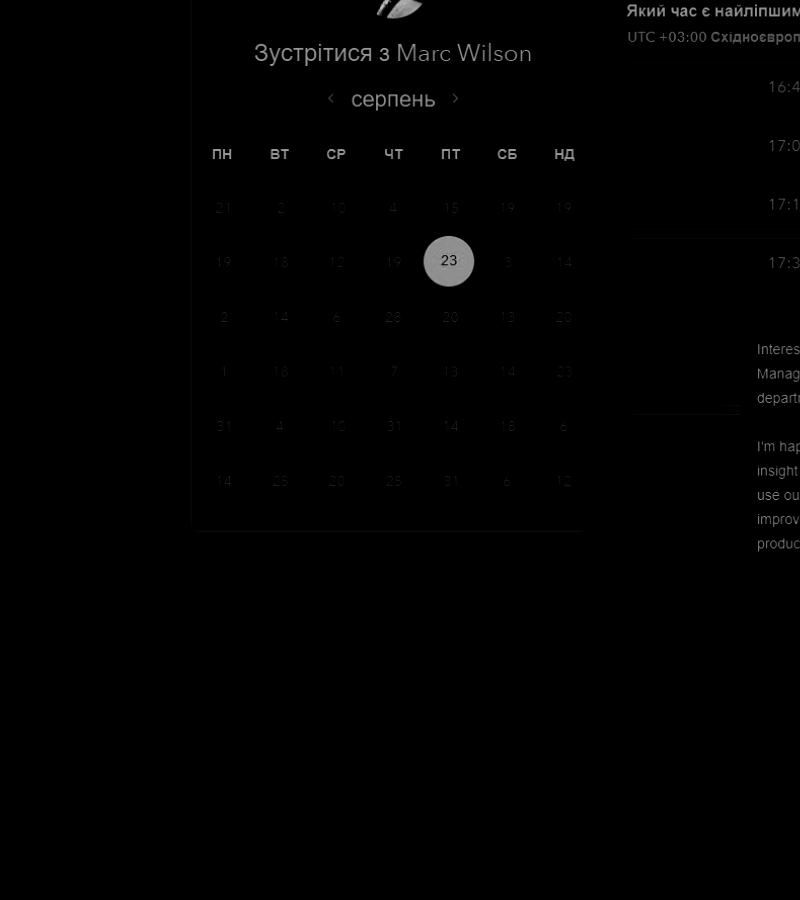 Зустрітися з Marc Wilson
серпень
ПН ВТ СР ЧТ ПТ СБ НД
21 2 10 4 15 19 19
19 18 12 19 23 3 14
2 14 6 28 20 13 20
1 18 11 7 13 14 23
31 4 10 31 14 18 6
14 25 20 25 31 6 12
Який час є найліпшим
UTC +03:00 Східноєвроп
16:4
17:0
17:1
17:3
Interes
Manag
depart
I'm hap
insight
use ou
improv
produc